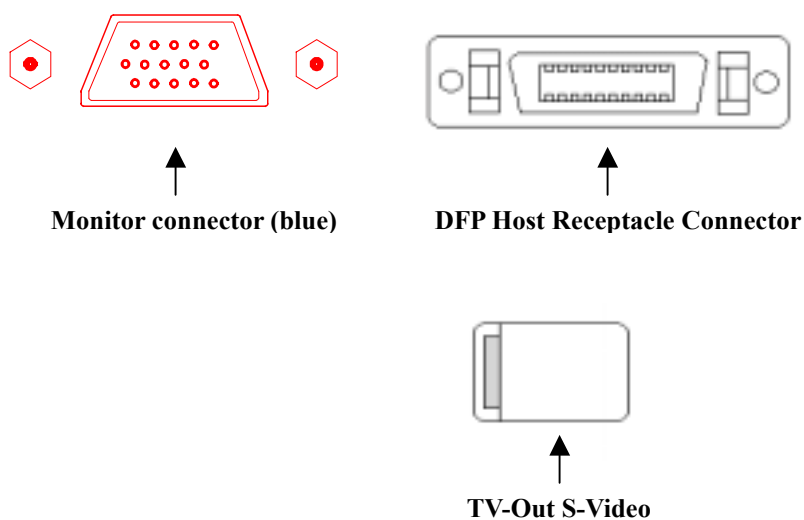 Monitor connector (blue)
DFP Host Receptacle Connector
TV-Out S-Video